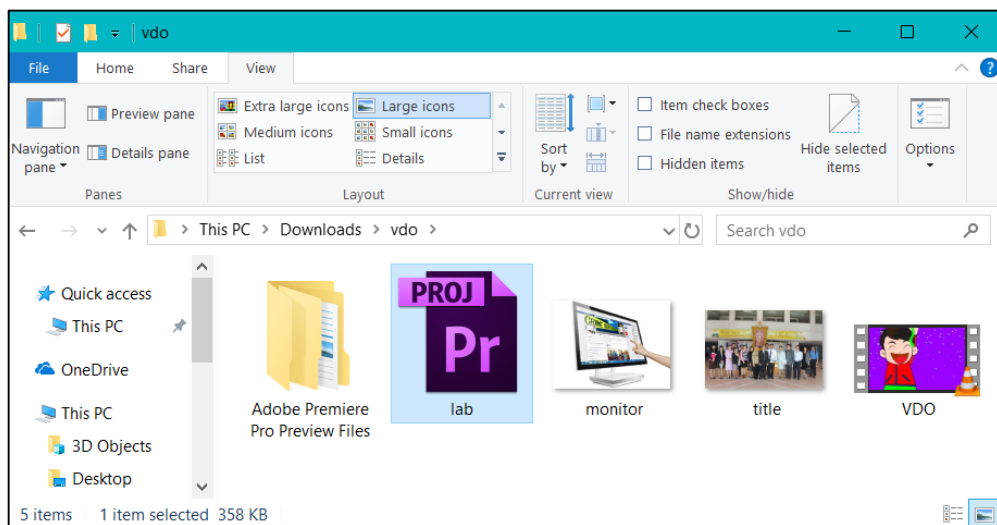 vdo
File Home Share View
?
Preview pane
Details pane
Navigation
pane
Panes
Extra large icons Large icons
Medium icons Small icons
List Details
Layout
Sort
by
Current view
Item check boxes
File name extensions
Hidden items
Hide selected
items
Show/hide
Options
This PC > Downloads > vdo >
Search vdo
Quick access
This PC
OneDrive
This PC
3D Objects
Desktop
Adobe Premiere
Pro Preview Files
PROJ
Pr
lab
monitor
title
VDO
5 items 1 item selected 358 KB